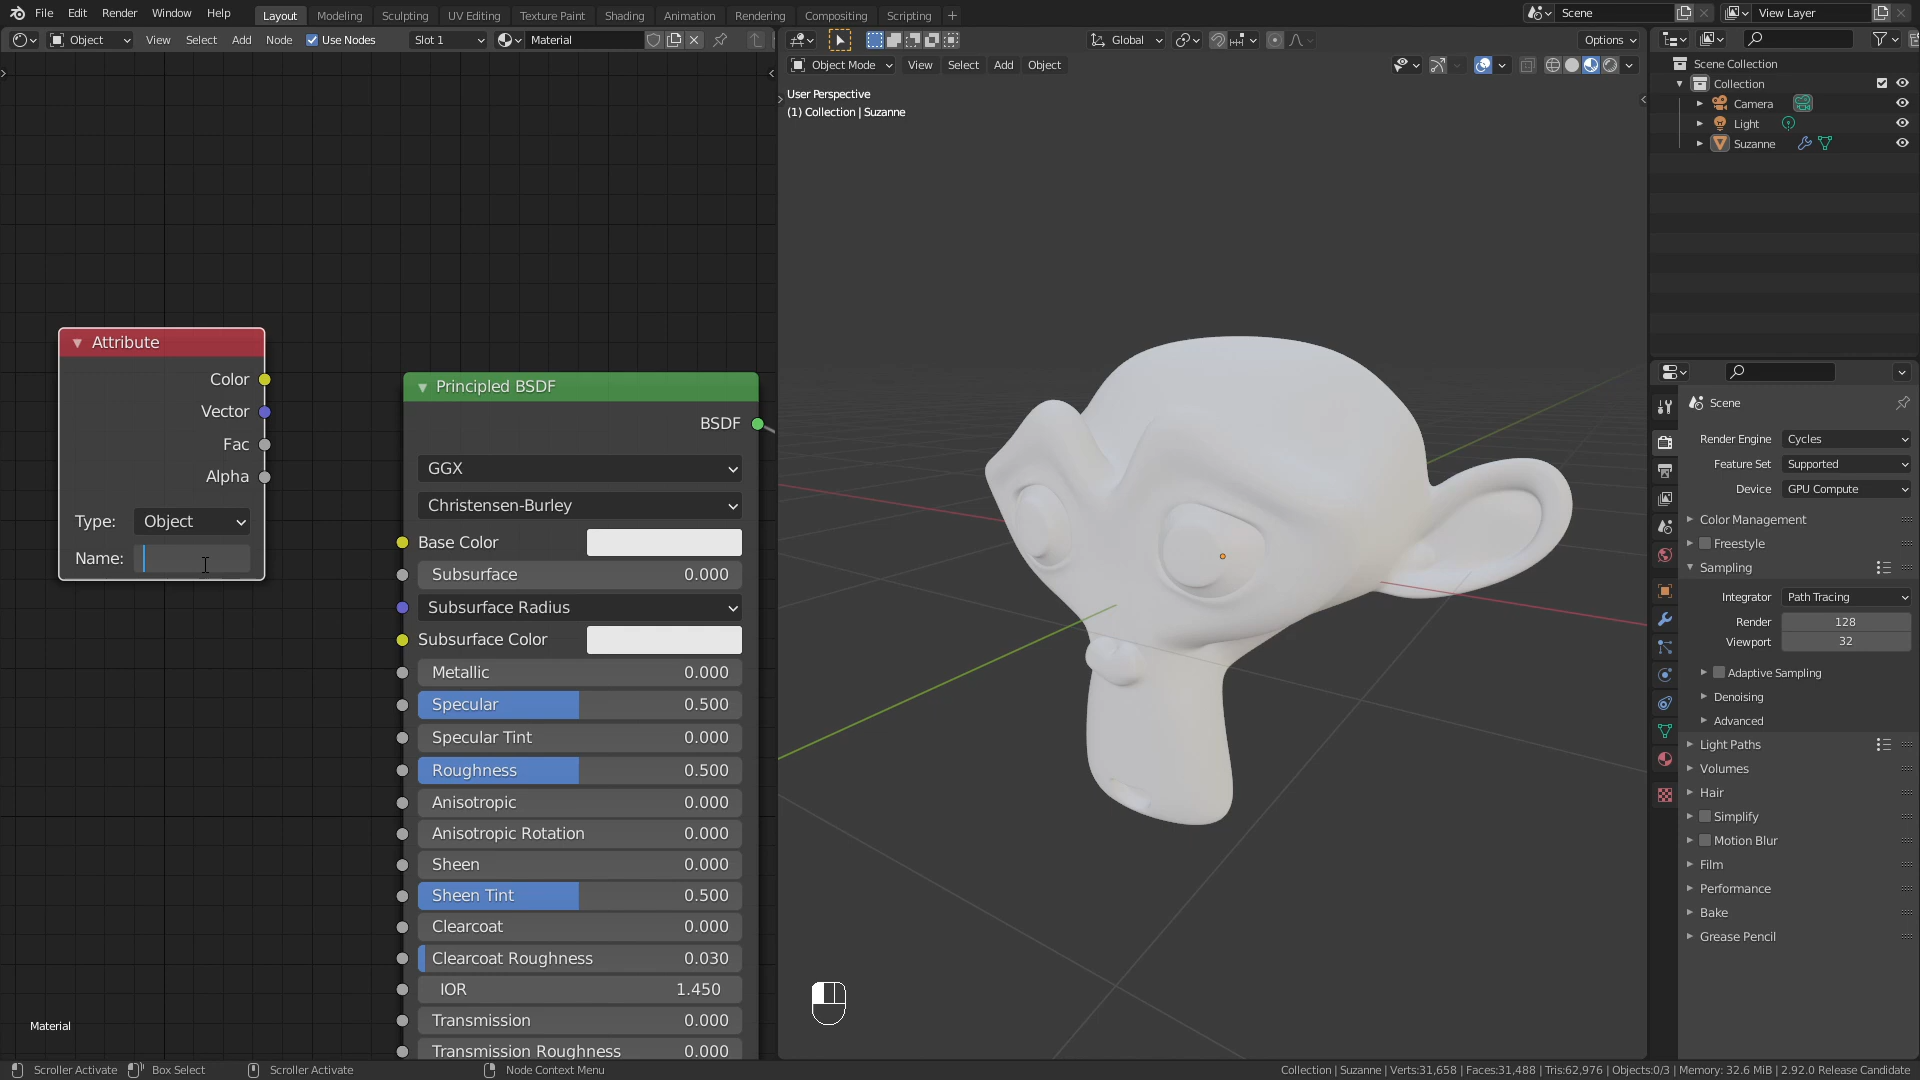 File Edit Render Window Help Layout Modeling Sculpting UV Editing Texture Paint Shading Animation Rendering Compositing Scripting + Scene View Layer
Object View Select Add Node Use Nodes Slot 1 Material
Global Options
Object Mode View Select Add Object
User Perspective
(1) Collection | Suzanne
Attribute
Color
Vector
Fac
Alpha
Type: Object
Name:
Principled BSDF
BSDF
GGX
Christensen-Burley
Base Color
Subsurface 0.000
Subsurface Radius
Subsurface Color
Metallic 0.000
Specular 0.500
Specular Tint 0.000
Roughness 0.500
Anisotropic 0.000
Anisotropic Rotation 0.000
Sheen 0.000
Sheen Tint 0.500
Clearcoat 0.000
Clearcoat Roughness 0.030
IOR 1.450
Transmission 0.000
Transmission Roughness 0.000
Material
Scene Collection
Collection
Camera
Light
Suzanne
Scene
Render Engine Cycles
Feature Set Supported
Device GPU Compute
Color Management
Freestyle
Sampling
Integrator Path Tracing
Render 128
Viewport 32
Adaptive Sampling
Denoising
Advanced
Light Paths
Volumes
Hair
Simplify
Motion Blur
Film
Performance
Bake
Grease Pencil
Scroller Activate Box Select Scroller Activate Node Context Menu Collection | Suzanne | Verts:31,658 | Faces:31,488 | Tris:62,976 | Objects:0/3 | Memory: 32.6 MiB | 2.92.0 Release Candidate